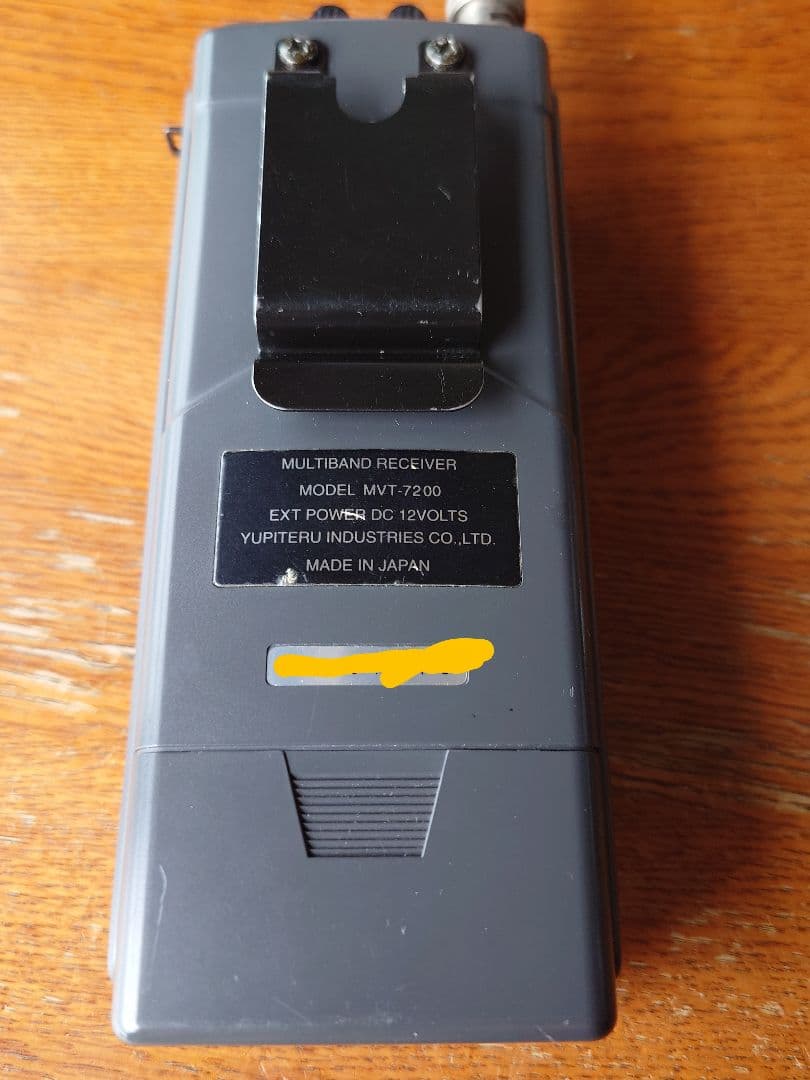 MULTIBAND RECEIVER
MODEL MVT-7200
EXT POWER DC 12VOLTS
YUPITERU INDUSTRIES CO.,LTD.
MADE IN JAPAN